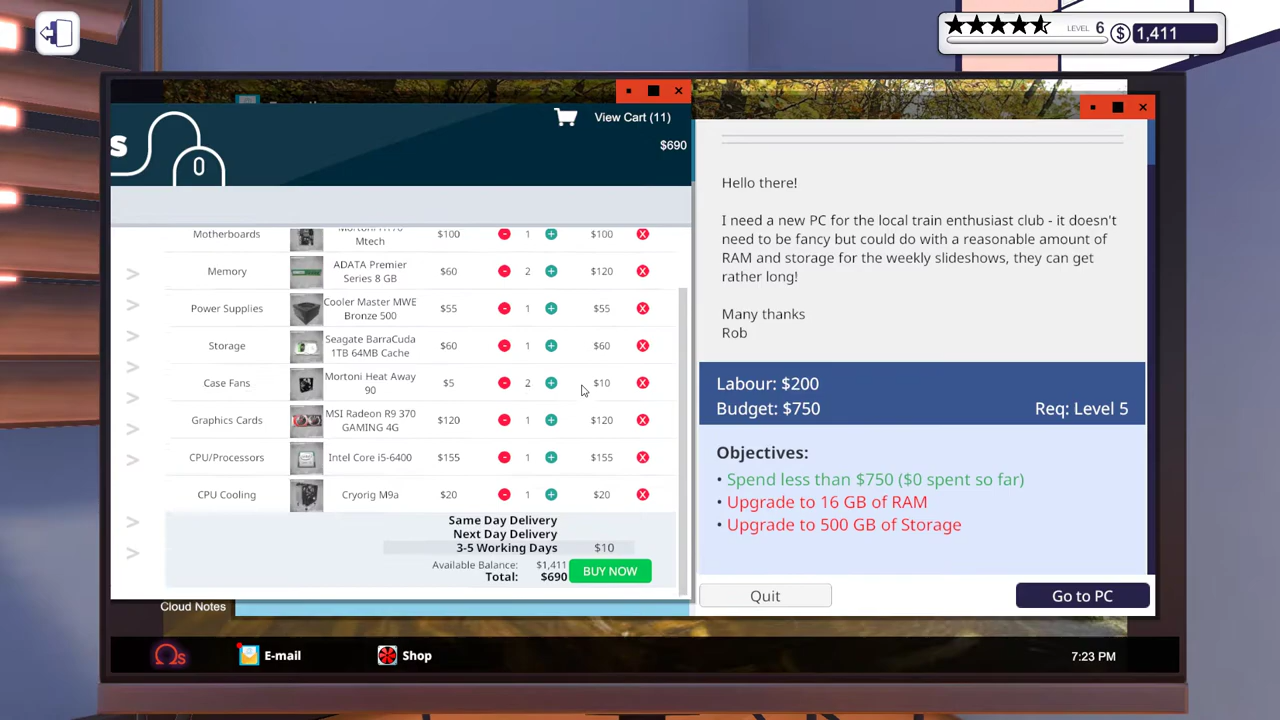 LEVEL 6 $ 1,411
s View Cart (11)
$690
Motherboards Mortoni H170 Mtech $100 - 1 + $100 X
Memory ADATA Premier Series 8 GB $60 - 2 + $120 X
Power Supplies Cooler Master MWE Bronze 500 $55 - 1 + $55 X
Storage Seagate BarraCuda 1TB 64MB Cache $60 - 1 + $60 X
Case Fans Mortoni Heat Away 90 $5 - 2 + $10 X
Graphics Cards MSI Radeon R9 370 GAMING 4G $120 - 1 + $120 X
CPU/Processors Intel Core i5-6400 $155 - 1 + $155 X
CPU Cooling Cryorig M9a $20 - 1 + $20 X
Same Day Delivery
Next Day Delivery
3-5 Working Days $10
Available Balance: $1,411
Total: $690 BUY NOW
Cloud Notes
Hello there!
I need a new PC for the local train enthusiast club - it doesn't
need to be fancy but could do with a reasonable amount of
RAM and storage for the weekly slideshows, they can get
rather long!
Many thanks
Rob
Labour: $200
Budget: $750 Req: Level 5
Objectives:
• Spend less than $750 ($0 spent so far)
• Upgrade to 16 GB of RAM
• Upgrade to 500 GB of Storage
Quit Go to PC
Ωs E-mail Shop 7:23 PM